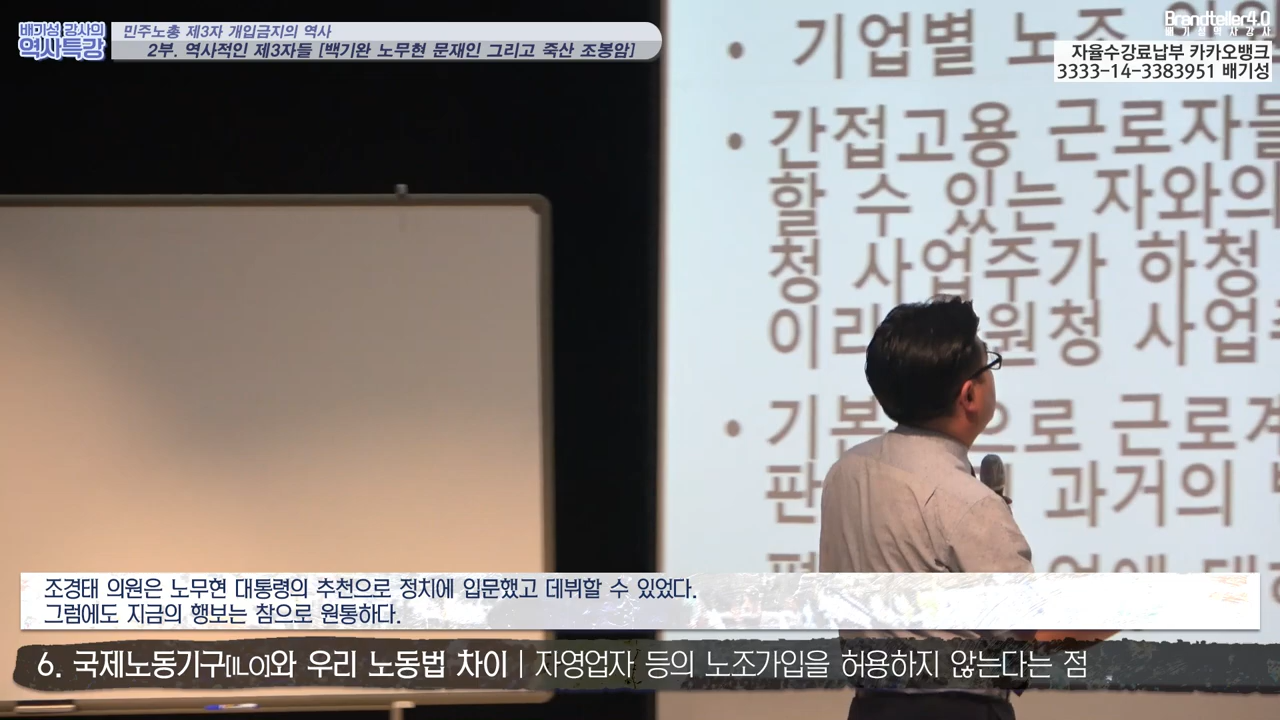 배기성 강사의
역사특강
민주노총 제3자 개입금지의 역사
2부. 역사적인 제3자들 [백기완 노무현 문재인 그리고 죽산 조봉암]
Brandteller4.0
배기성역사강사
자율수강료납부 카카오뱅크
3333-14-3383951 배기성
• 기업별 노조
• 간접고용 근로자들
할 수 있는 자와의
청 사업주가 하청
원청 사업주
• 기본 으로 근로계
판 과거의
조경태 의원은 노무현 대통령의 추천으로 정치에 입문했고 데뷔할 수 있었다.
그럼에도 지금의 행보는 참으로 원통하다.
6. 국제노동기구[ILO]와 우리 노동법 차이 | 자영업자 등의 노조가입을 허용하지 않는다는 점